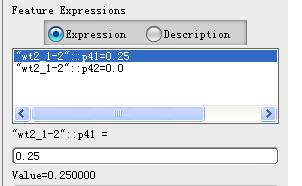 Feature Expressions
Expression Description
"wt2_1-2"::p41=0.25
"wt2_1-2"::p42=0.0
"wt2_1-2"::p41 =
0.25
Value=0.250000